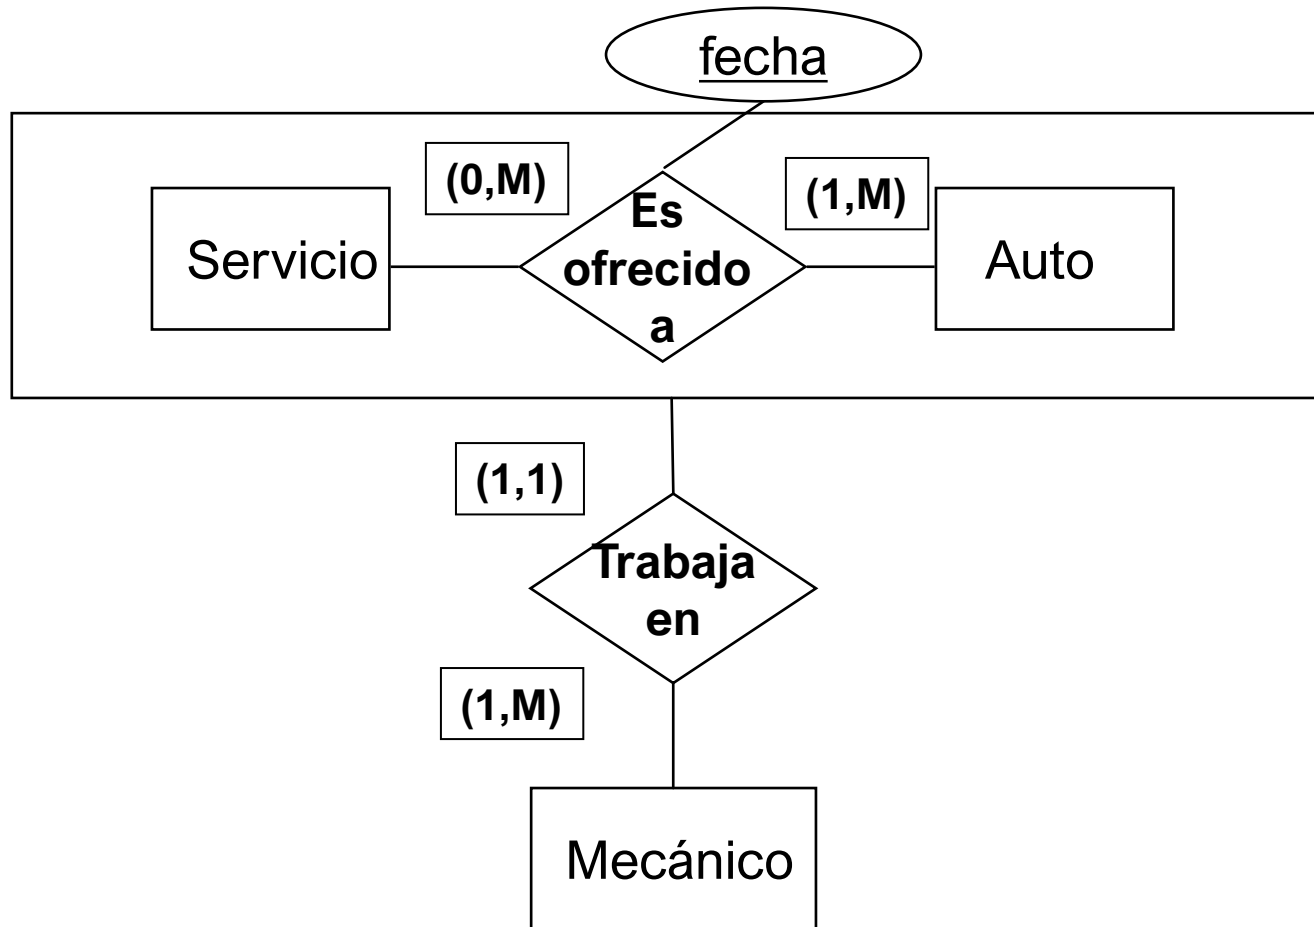 fecha
(0,M)
(1,M)
Servicio
Es
ofrecido
a
Auto
(1,1)
Trabaja
en
(1,M)
Mecánico